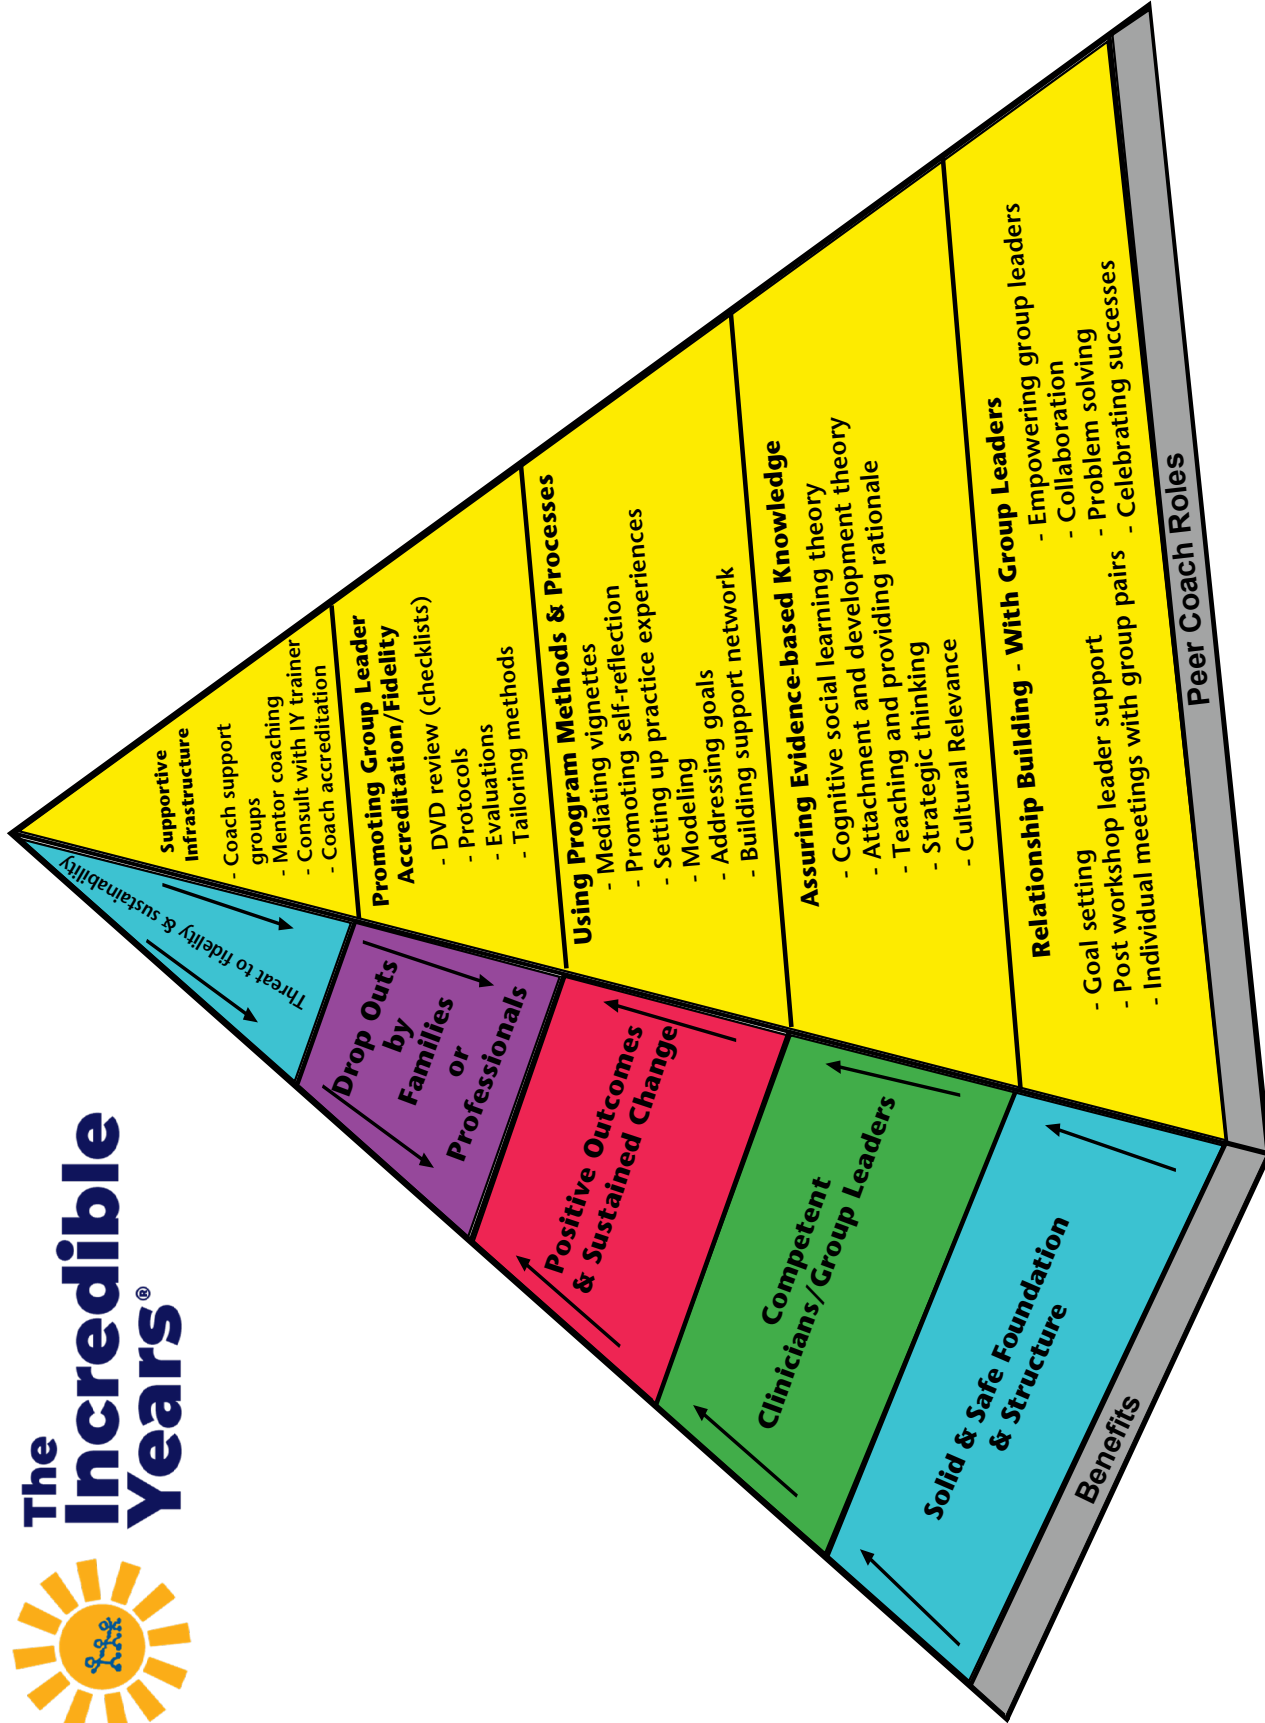 The
Incredible
Years®
Threat to fidelity & sustainability
Drop Outs
by
Families
or
Professionals
Positive Outcomes
& Sustained Change
Competent
Clinicians/Group Leaders
Solid & Safe Foundation
& Structure
Benefits
Supportive
Infrastructure
- Coach support
groups
- Mentor coaching
- Consult with IY trainer
- Coach accreditation
Promoting Group Leader
Accreditation/Fidelity
- DVD review (checklists)
- Protocols
- Evaluations
- Tailoring methods
Using Program Methods & Processes
- Mediating vignettes
- Promoting self-reflection
- Setting up practice experiences
- Modeling
- Addressing goals
- Building support network
Assuring Evidence-based Knowledge
- Cognitive social learning theory
- Attachment and development theory
- Teaching and providing rationale
- Strategic thinking
- Cultural Relevance
Relationship Building - With Group Leaders
- Goal setting
- Post workshop leader support
- Individual meetings with group pairs
- Empowering group leaders
- Collaboration
- Problem solving
- Celebrating successes
Peer Coach Roles